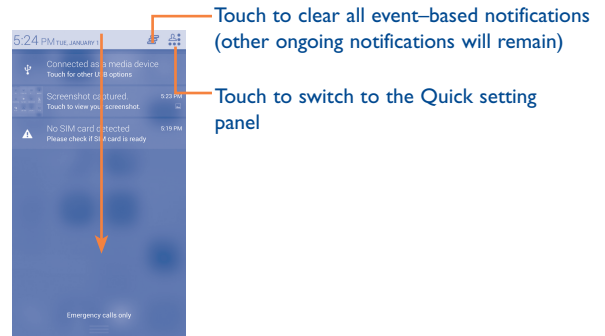 Touch to clear all event–based notifications
(other ongoing notifications will remain)
5:24 PM TUE, JANUARY 1
Connected as a media device
Touch for other USB options
Touch to switch to the Quick setting
panel
Screenshot captured. 5:23 PM
Touch to view your screenshot.
No SIM card detected 5:19 PM
Please check if SIM card is ready
Emergency calls only